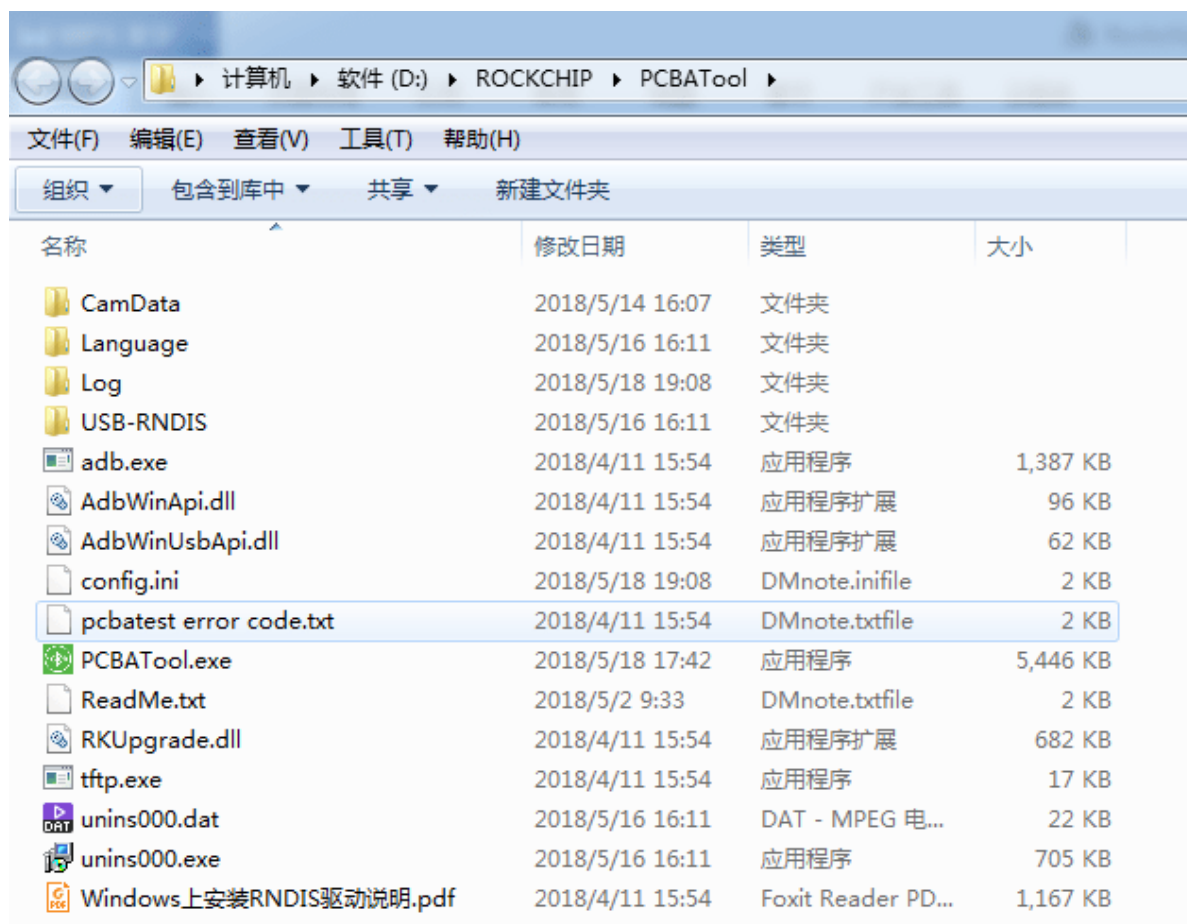 计算机 软件 (D:) ROCKCHIP PCBATool
文件(F) 编辑(E) 查看(V) 工具(T) 帮助(H)
组织 包含到库中 共享 新建文件夹
名称 修改日期 类型 大小
CamData 2018/5/14 16:07 文件夹
Language 2018/5/16 16:11 文件夹
Log 2018/5/18 19:08 文件夹
USB-RNDIS 2018/5/16 16:11 文件夹
adb.exe 2018/4/11 15:54 应用程序 1,387 KB
AdbWinApi.dll 2018/4/11 15:54 应用程序扩展 96 KB
AdbWinUsbApi.dll 2018/4/11 15:54 应用程序扩展 62 KB
config.ini 2018/5/18 19:08 DMnote.inifile 2 KB
pcbatest error code.txt 2018/4/11 15:54 DMnote.txtfile 2 KB
PCBATool.exe 2018/5/18 17:42 应用程序 5,446 KB
ReadMe.txt 2018/5/2 9:33 DMnote.txtfile 2 KB
RKUpgrade.dll 2018/4/11 15:54 应用程序扩展 682 KB
tftp.exe 2018/4/11 15:54 应用程序 17 KB
unins000.dat 2018/5/16 16:11 DAT - MPEG 电... 22 KB
unins000.exe 2018/5/16 16:11 应用程序 705 KB
Windows上安装RNDIS驱动说明.pdf 2018/4/11 15:54 Foxit Reader PD... 1,167 KB